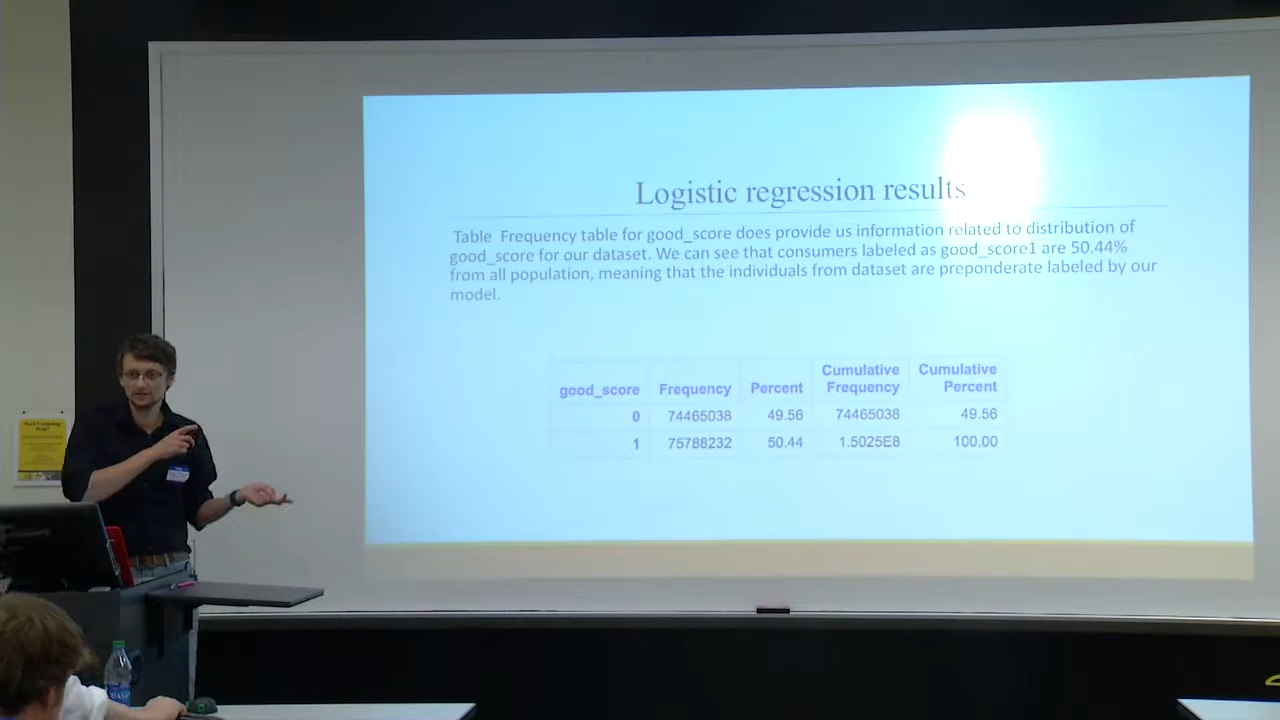 Logistic regression results
Table Frequency table for good_score does provide us information related to distribution of
good_score for our dataset. We can see that consumers labeled as good_score1 are 50.44%
from all population, meaning that the individuals from dataset are preponderate labeled by our
model.
good_score Frequency Percent Cumulative Frequency Cumulative Percent
0 74465038 49.56 74465038 49.56
1 75788232 50.44 1.5025E8 100.00
Need Technology
Help?